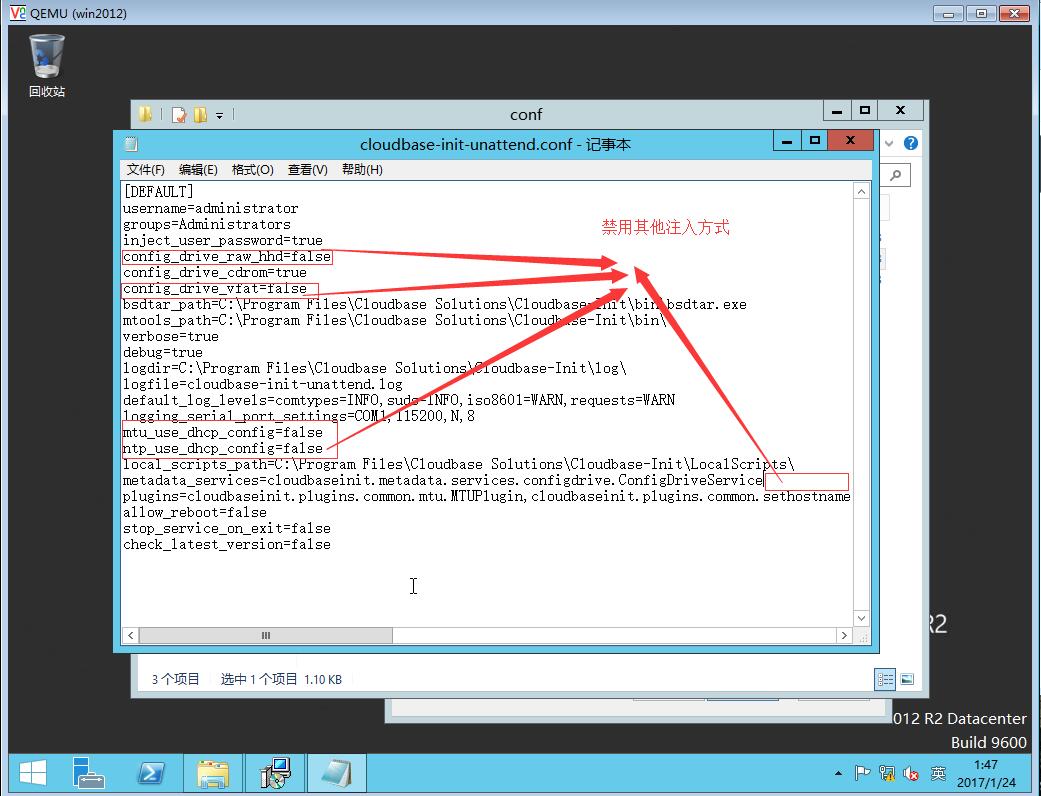 QEMU (win2012)
回收站
conf
cloudbase-init-unattend.conf - 记事本
文件(F) 编辑(E) 格式(O) 查看(V) 帮助(H)
[DEFAULT]
username=administrator
groups=Administrators
禁用其他注入方式
inject_user_password=true
config_drive_raw_hhd=false
config_drive_cdrom=true
config_drive_vfat=false
bsdtar_path=C:\Program Files\Cloudbase Solutions\Cloudbase-Init\bin\bsdtar.exe
mtools_path=C:\Program Files\Cloudbase Solutions\Cloudbase-Init\bin\
verbose=true
debug=true
logdir=C:\Program Files\Cloudbase Solutions\Cloudbase-Init\log\
logfile=cloudbase-init-unattend.log
default_log_levels=comtypes=INFO,suds=INFO,iso8601=WARN,requests=WARN
logging_serial_port_settings=COM1,115200,N,8
mtu_use_dhcp_config=false
ntp_use_dhcp_config=false
local_scripts_path=C:\Program Files\Cloudbase Solutions\Cloudbase-Init\LocalScripts\
metadata_services=cloudbaseinit.metadata.services.configdrive.ConfigDriveService
plugins=cloudbaseinit.plugins.common.mtu.MTUPlugin,cloudbaseinit.plugins.common.sethostname
allow_reboot=false
stop_service_on_exit=false
check_latest_version=false
R2
3 个项目 选中 1 个项目 1.10 KB
012 R2 Datacenter
Build 9600
英
1:47
2017/1/24